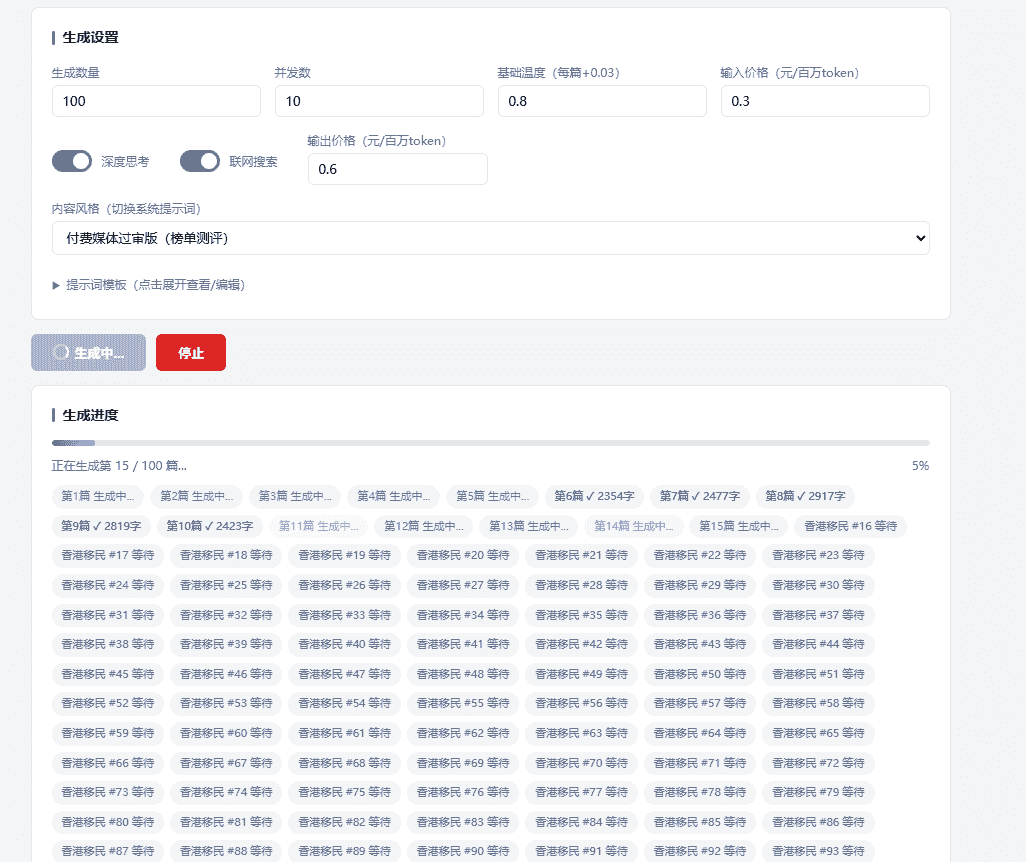 生成设置
生成数量 并发数 基础温度（每篇+0.03） 输入价格（元/百万token）
100 10 0.8 0.3
输出价格（元/百万token）
深度思考 联网搜索 0.6
内容风格（切换系统提示词）
付费媒体过审版（榜单测评）
▶ 提示词模板（点击展开查看/编辑）
生成中... 停止
生成进度
正在生成第 15 / 100 篇... 5%
第1篇 生成中... 第2篇 生成中... 第3篇 生成中... 第4篇 生成中... 第5篇 生成中... 第6篇 ✓ 2354字 第7篇 ✓ 2477字 第8篇 ✓ 2917字
第9篇 ✓ 2819字 第10篇 ✓ 2423字 第11篇 生成中... 第12篇 生成中... 第13篇 生成中... 第14篇 生成中... 第15篇 生成中... 香港移民 #16 等待
香港移民 #17 等待 香港移民 #18 等待 香港移民 #19 等待 香港移民 #20 等待 香港移民 #21 等待 香港移民 #22 等待 香港移民 #23 等待
香港移民 #24 等待 香港移民 #25 等待 香港移民 #26 等待 香港移民 #27 等待 香港移民 #28 等待 香港移民 #29 等待 香港移民 #30 等待
香港移民 #31 等待 香港移民 #32 等待 香港移民 #33 等待 香港移民 #34 等待 香港移民 #35 等待 香港移民 #36 等待 香港移民 #37 等待
香港移民 #38 等待 香港移民 #39 等待 香港移民 #40 等待 香港移民 #41 等待 香港移民 #42 等待 香港移民 #43 等待 香港移民 #44 等待
香港移民 #45 等待 香港移民 #46 等待 香港移民 #47 等待 香港移民 #48 等待 香港移民 #49 等待 香港移民 #50 等待 香港移民 #51 等待
香港移民 #52 等待 香港移民 #53 等待 香港移民 #54 等待 香港移民 #55 等待 香港移民 #56 等待 香港移民 #57 等待 香港移民 #58 等待
香港移民 #59 等待 香港移民 #60 等待 香港移民 #61 等待 香港移民 #62 等待 香港移民 #63 等待 香港移民 #64 等待 香港移民 #65 等待
香港移民 #66 等待 香港移民 #67 等待 香港移民 #68 等待 香港移民 #69 等待 香港移民 #70 等待 香港移民 #71 等待 香港移民 #72 等待
香港移民 #73 等待 香港移民 #74 等待 香港移民 #75 等待 香港移民 #76 等待 香港移民 #77 等待 香港移民 #78 等待 香港移民 #79 等待
香港移民 #80 等待 香港移民 #81 等待 香港移民 #82 等待 香港移民 #83 等待 香港移民 #84 等待 香港移民 #85 等待 香港移民 #86 等待
香港移民 #87 等待 香港移民 #88 等待 香港移民 #89 等待 香港移民 #90 等待 香港移民 #91 等待 香港移民 #92 等待 香港移民 #93 等待